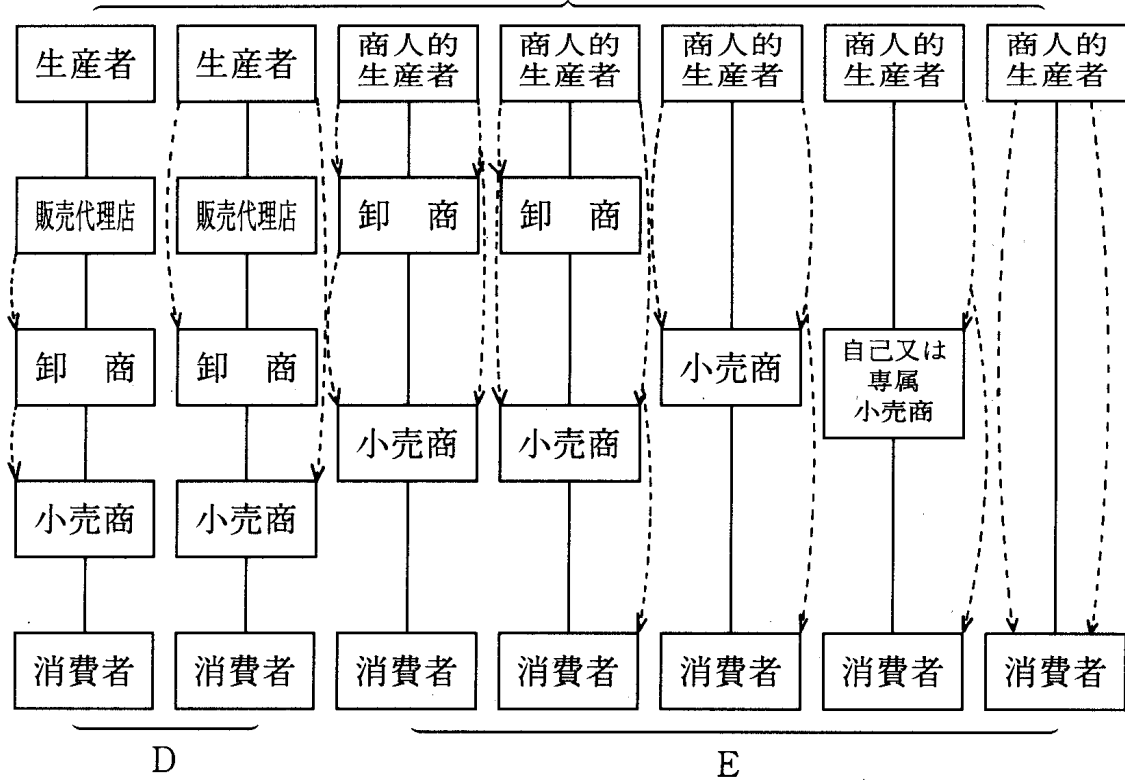 生産者
生産者
商人的
生産者
商人的
生産者
商人的
生産者
商人的
生産者
商人的
生産者
販売代理店
販売代理店
卸 商
卸 商
卸 商
卸 商
小売商
自己又は
専属
小売商
小売商
小売商
小売商
小売商
消費者
消費者
消費者
消費者
消費者
消費者
消費者
D
E